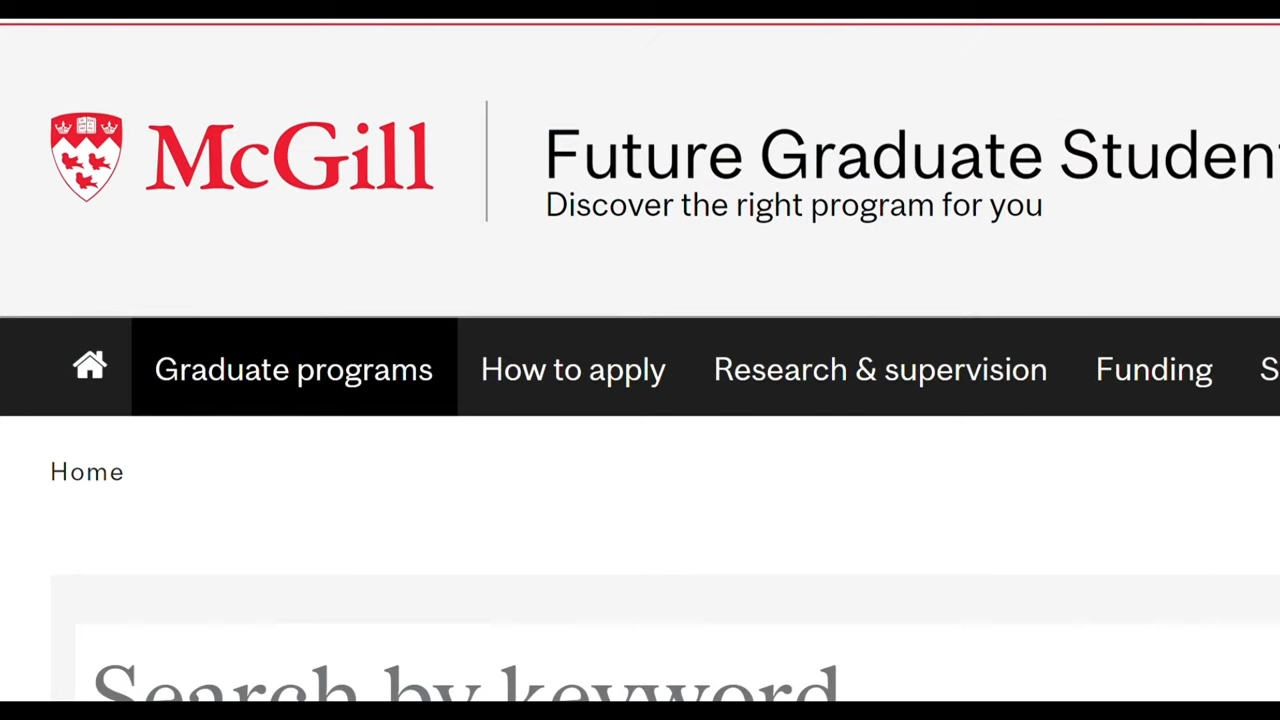 McGill
Future Graduate Studen
Discover the right program for you
Graduate programs How to apply Research & supervision Funding S
Home
Search by keyword